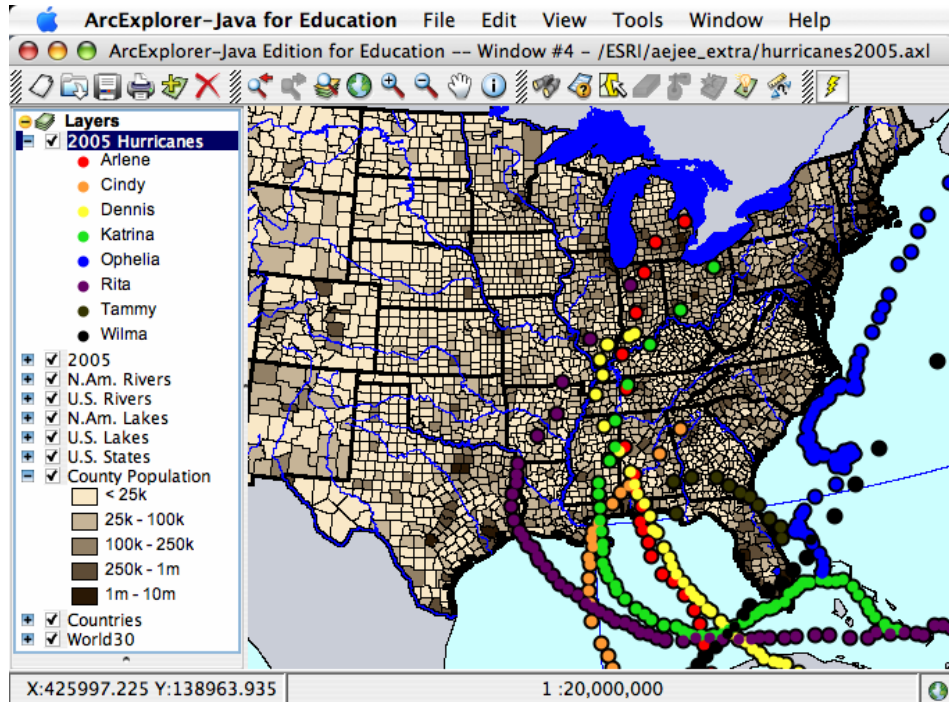 ArcExplorer-Java for Education File Edit View Tools Window Help
ArcExplorer-Java Edition for Education -- Window #4 - /ESRI/aejee_extra/hurricanes2005.axl
Layers
2005 Hurricanes
Arlene
Cindy
Dennis
Katrina
Ophelia
Rita
Tammy
Wilma
2005
N.Am. Rivers
U.S. Rivers
N.Am. Lakes
U.S. Lakes
U.S. States
County Population
< 25k
25k - 100k
100k - 250k
250k - 1m
1m - 10m
Countries
World30
X:425997.225 Y:138963.935 1 :20,000,000